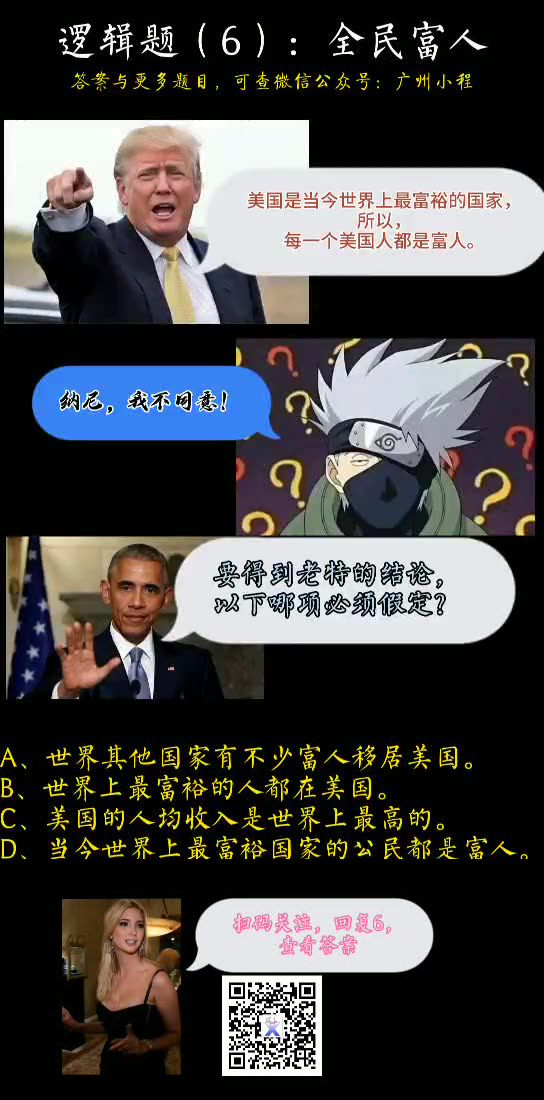 逻辑题（6）：全民富人
答案与更多题目，可查微信公众号：广州小程
美国是当今世界上最富裕的国家，
所以，
每一个美国人都是富人。
纳尼，我不同意！
要得到老特的结论，
以下哪项必须假定？
A、世界其他国家有不少富人移居美国。
B、世界上最富裕的人都在美国。
C、美国的人均收入是世界上最高的。
D、当今世界上最富裕国家的公民都是富人。
扫码关注，回复6，
查看答案